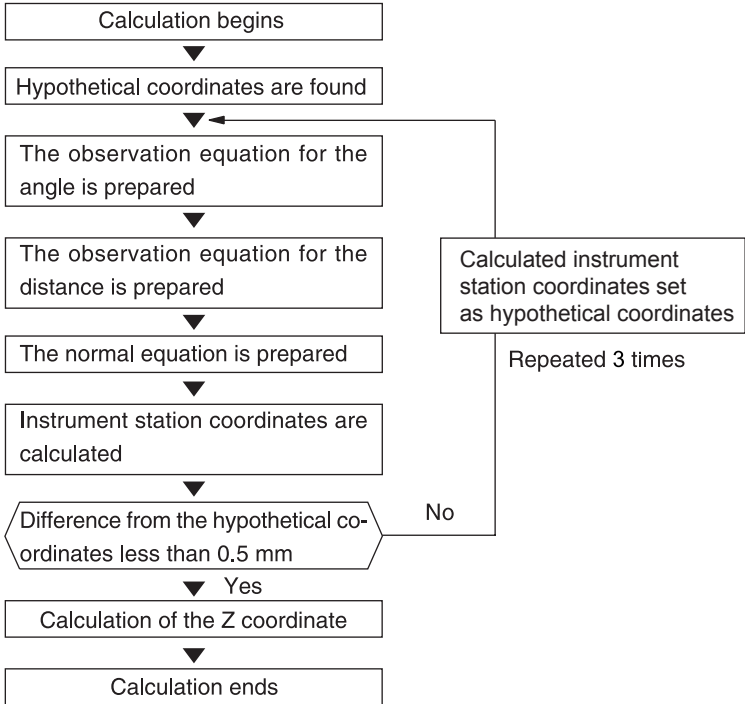 Calculation begins
Hypothetical coordinates are found
The observation equation for the
angle is prepared
The observation equation for the
distance is prepared
The normal equation is prepared
Instrument station coordinates are
calculated
Difference from the hypothetical co-
ordinates less than 0.5 mm
No
Calculated instrument
station coordinates set
as hypothetical coordinates
Repeated 3 times
Yes
Calculation of the Z coordinate
Calculation ends